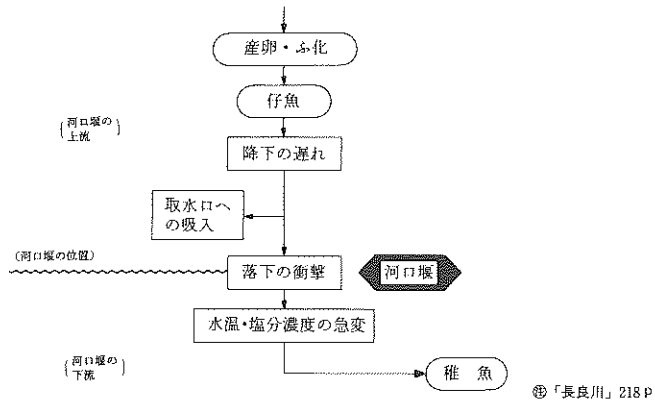 産卵・ふ化
仔魚
河口堰の
上流
降下の遅れ
取水口へ
の吸入
(河口堰の位置)
落下の衝撃
河口堰
水温・塩分濃度の急変
河口堰の
下流
稚 魚
㊟「長良川」218P